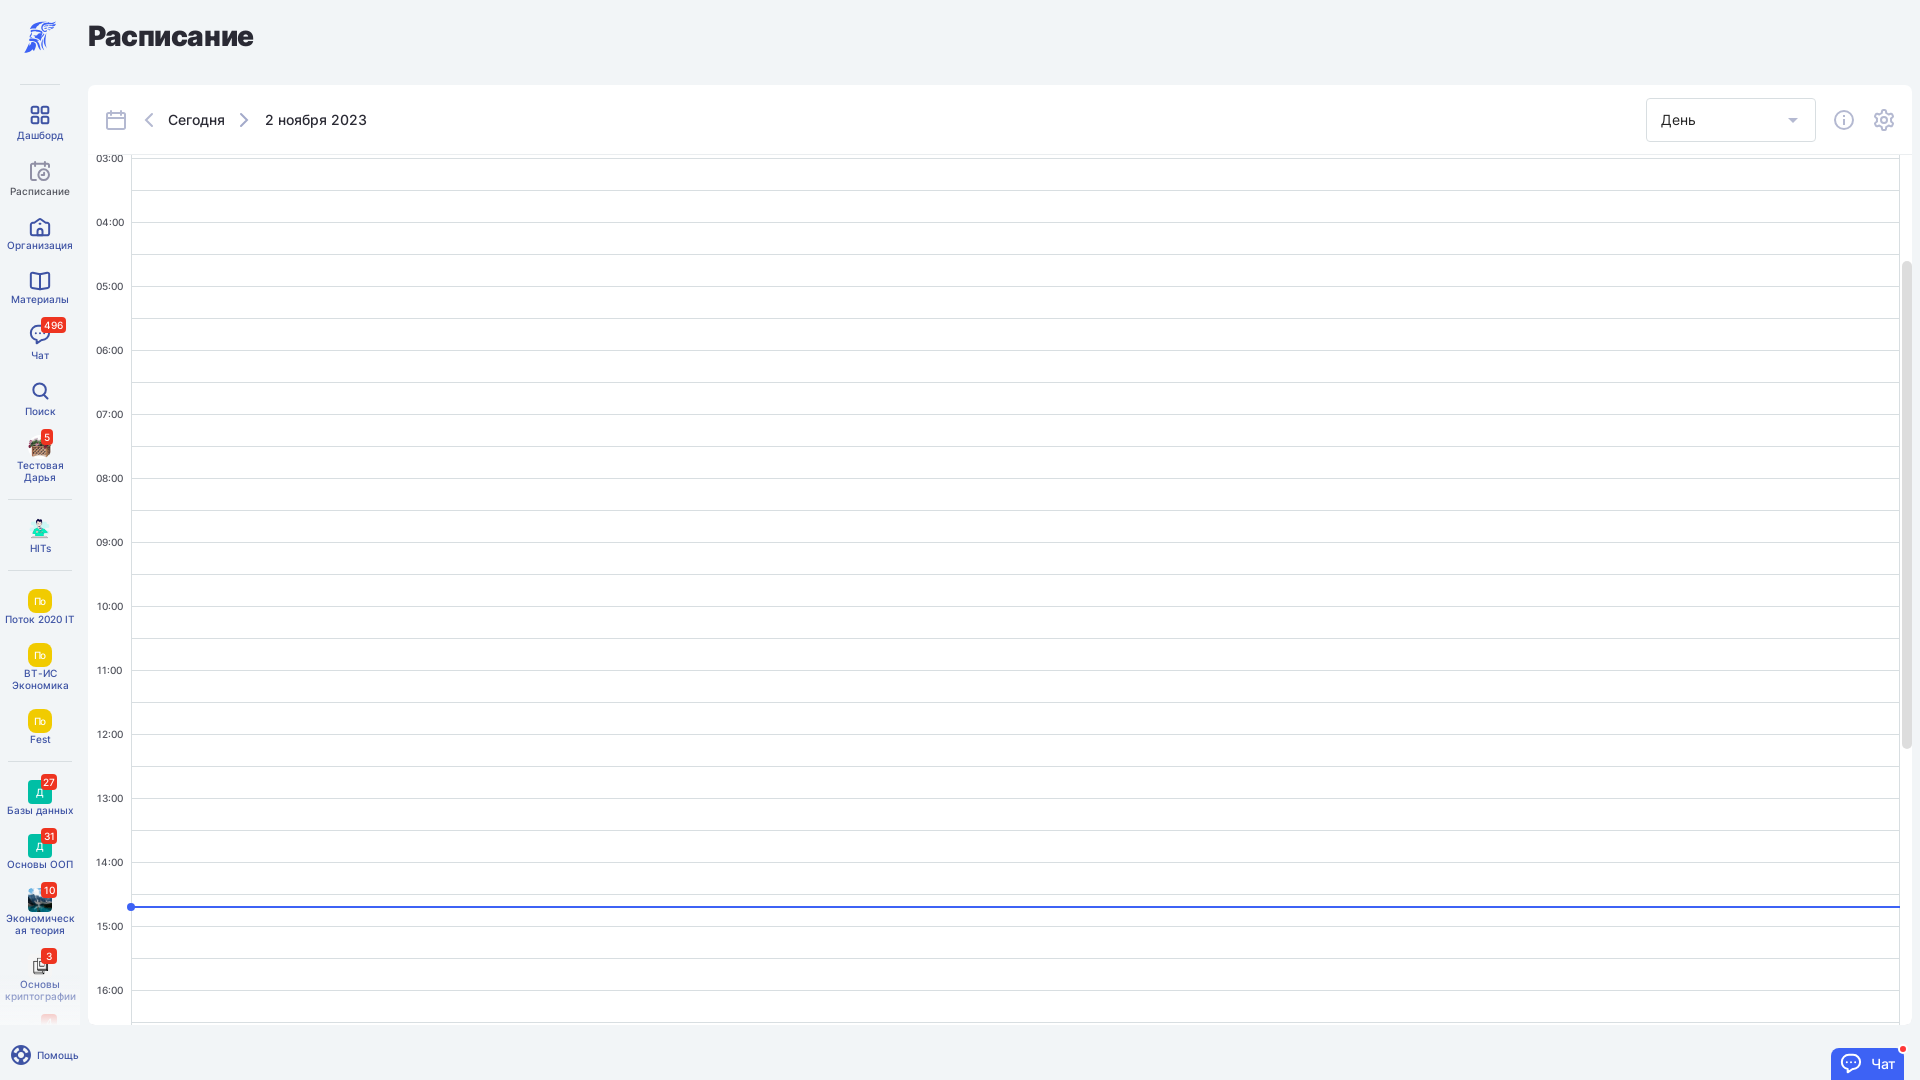 Расписание
Сегодня
2 ноября 2023
День
Дашборд
Расписание
Организация
Материалы
496
Чат
Поиск
5
Тестовая
Дарья
HITs
По
Поток 2020 IT
По
ВТ-ИС
Экономика
По
Fest
27
Д
Базы данных
31
Д
Основы ООП
10
Экономическ
ая теория
3
Основы
криптографии
Помощь
03:00
04:00
05:00
06:00
07:00
08:00
09:00
10:00
11:00
12:00
13:00
14:00
15:00
16:00
Чат